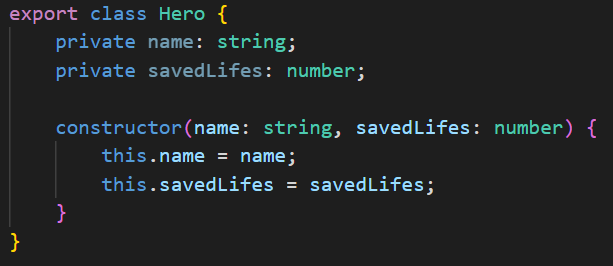 export class Hero {
    private name: string;
    private savedLifes: number;

    constructor(name: string, savedLifes: number) {
        this.name = name;
        this.savedLifes = savedLifes;
    }
}